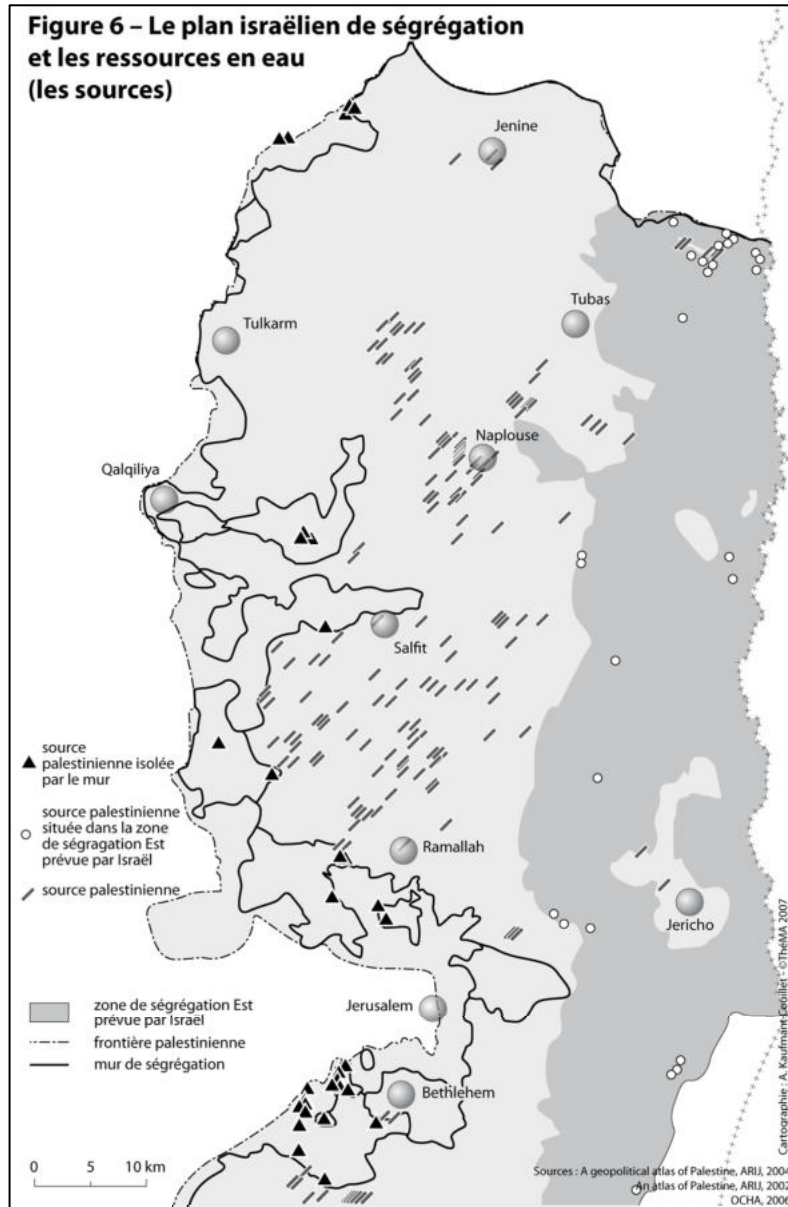 Figure 6 – Le plan israëlien de ségrégation
et les ressources en eau
(les sources)
Jenine
Tubas
Tulkarm
Naplouse
Qalqiliya
Salfit
source
palestinienne isolée
par le mur
source palestinienne
située dans la zone
de ségragation Est
prévue par Israël
source palestinienne
Ramallah
Jericho
Jerusalem
zone de ségrégation Est
prévue par Israël
frontière palestinienne
mur de ségrégation
Bethlehem
0 5 10 km
Sources : A geopolitical atlas of Palestine, ARIJ, 2004
An atlas of Palestine, ARIJ, 2002
OCHA, 2006
Cartographie : A. Kaufmant-Leoillet - ©ThéMA 2007